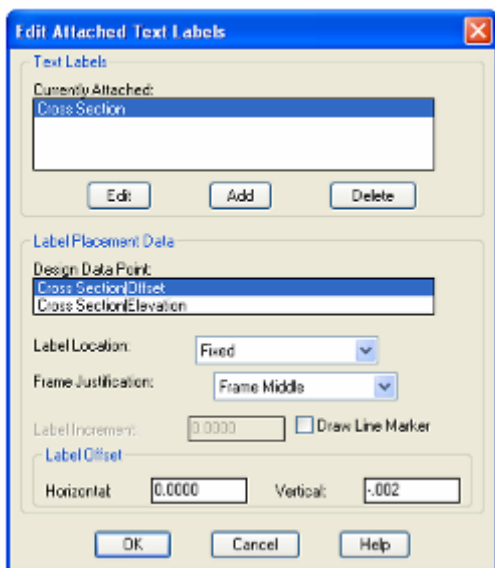 Edit Attached Text Labels
Text Labels
Currently Attached:
Cross Section
Edit Add Delete
Label Placement Data
Design Data Point:
Cross Section|Offset
Cross Section|Elevation
Label Location: Fixed
Frame Justification: Frame Middle
Label Increment: 0.0000 Draw Line Marker
Label Offset
Horizontal: 0.0000 Vertical: -.002
OK Cancel Help